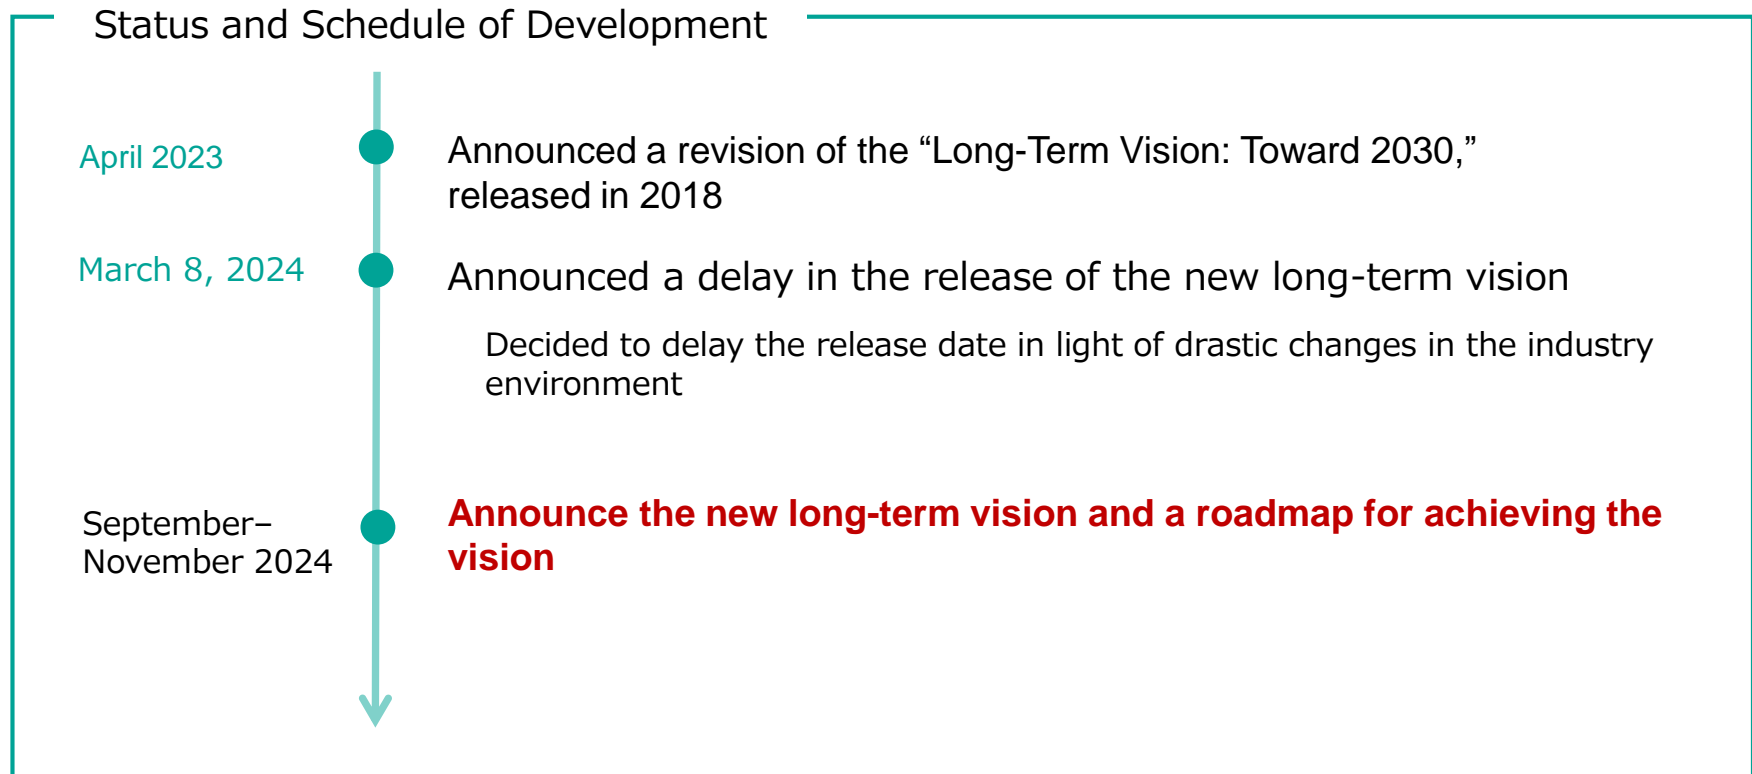 Status and Schedule of Development
April 2023
Announced a revision of the “Long-Term Vision: Toward 2030,”
released in 2018
March 8, 2024
Announced a delay in the release of the new long-term vision
Decided to delay the release date in light of drastic changes in the industry
environment
September–
November 2024
Announce the new long-term vision and a roadmap for achieving the
vision